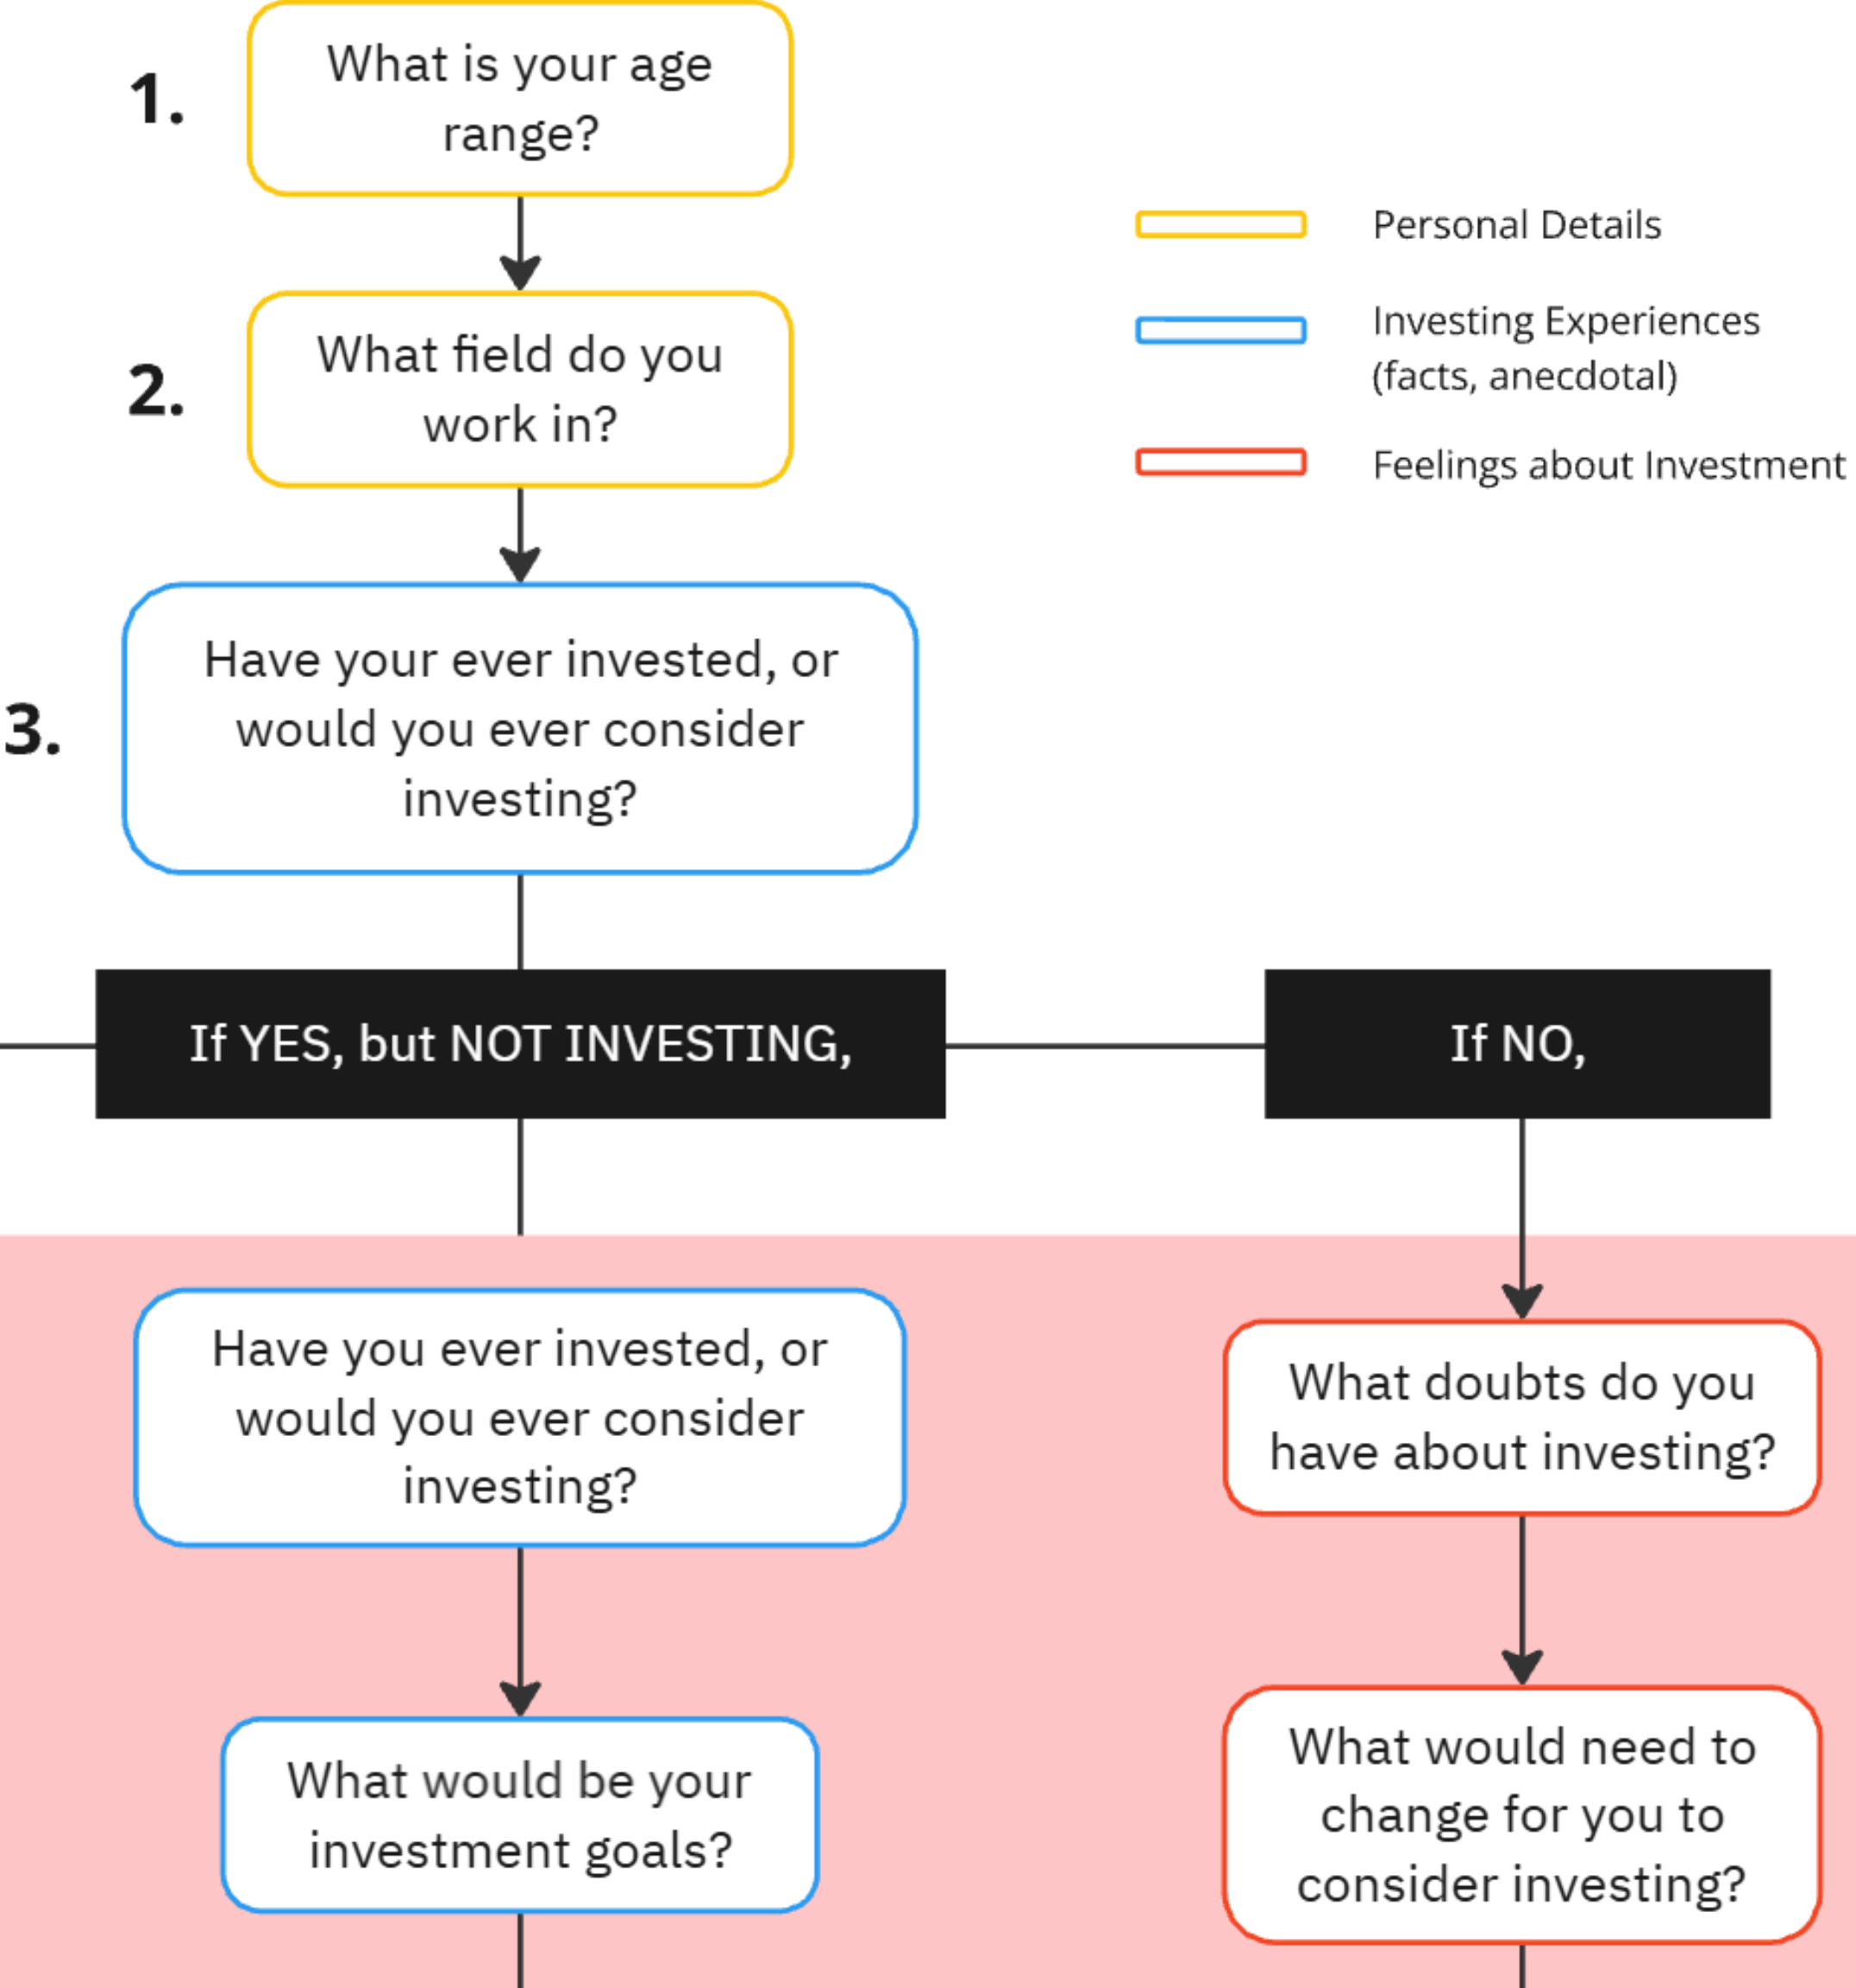 1.
What is your age
range?
Personal Details
Investing Experiences
(facts, anecdotal)
Feelings about Investment
2.
What field do you
work in?
3.
Have your ever invested, or
would you ever consider
investing?
If YES, but NOT INVESTING,
If NO,
Have you ever invested, or
would you ever consider
investing?
What doubts do you
have about investing?
What would be your
investment goals?
What would need to
change for you to
consider investing?